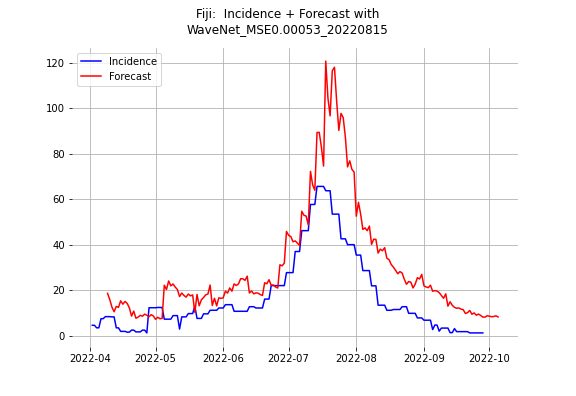 Fiji:  Incidence + Forecast with
WaveNet_MSE0.00053_20220815
Incidence
Forecast
120
100
80
60
40
20
0
2022-04 2022-05 2022-06 2022-07 2022-08 2022-09 2022-10